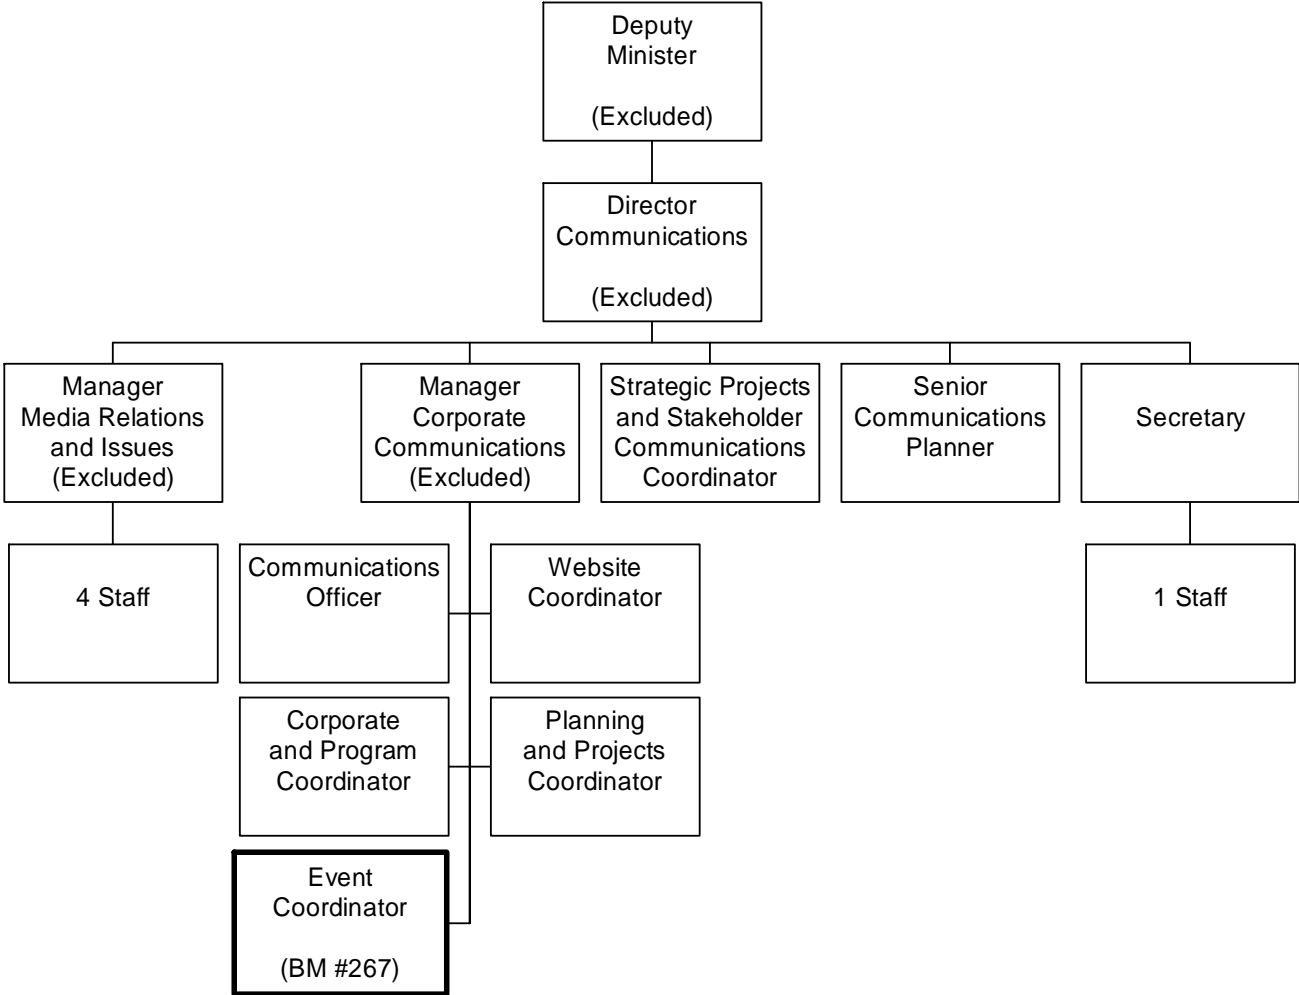 Deputy
Minister
(Excluded)
Director
Communications
(Excluded)
Manager
Media Relations
and Issues
(Excluded)
Manager
Corporate
Communications
(Excluded)
Strategic Projects
and Stakeholder
Communications
Coordinator
Senior
Communications
Planner
Secretary
4 Staff
Communications
Officer
Website
Coordinator
1 Staff
Corporate
and Program
Coordinator
Planning
and Projects
Coordinator
Event
Coordinator
(BM #267)